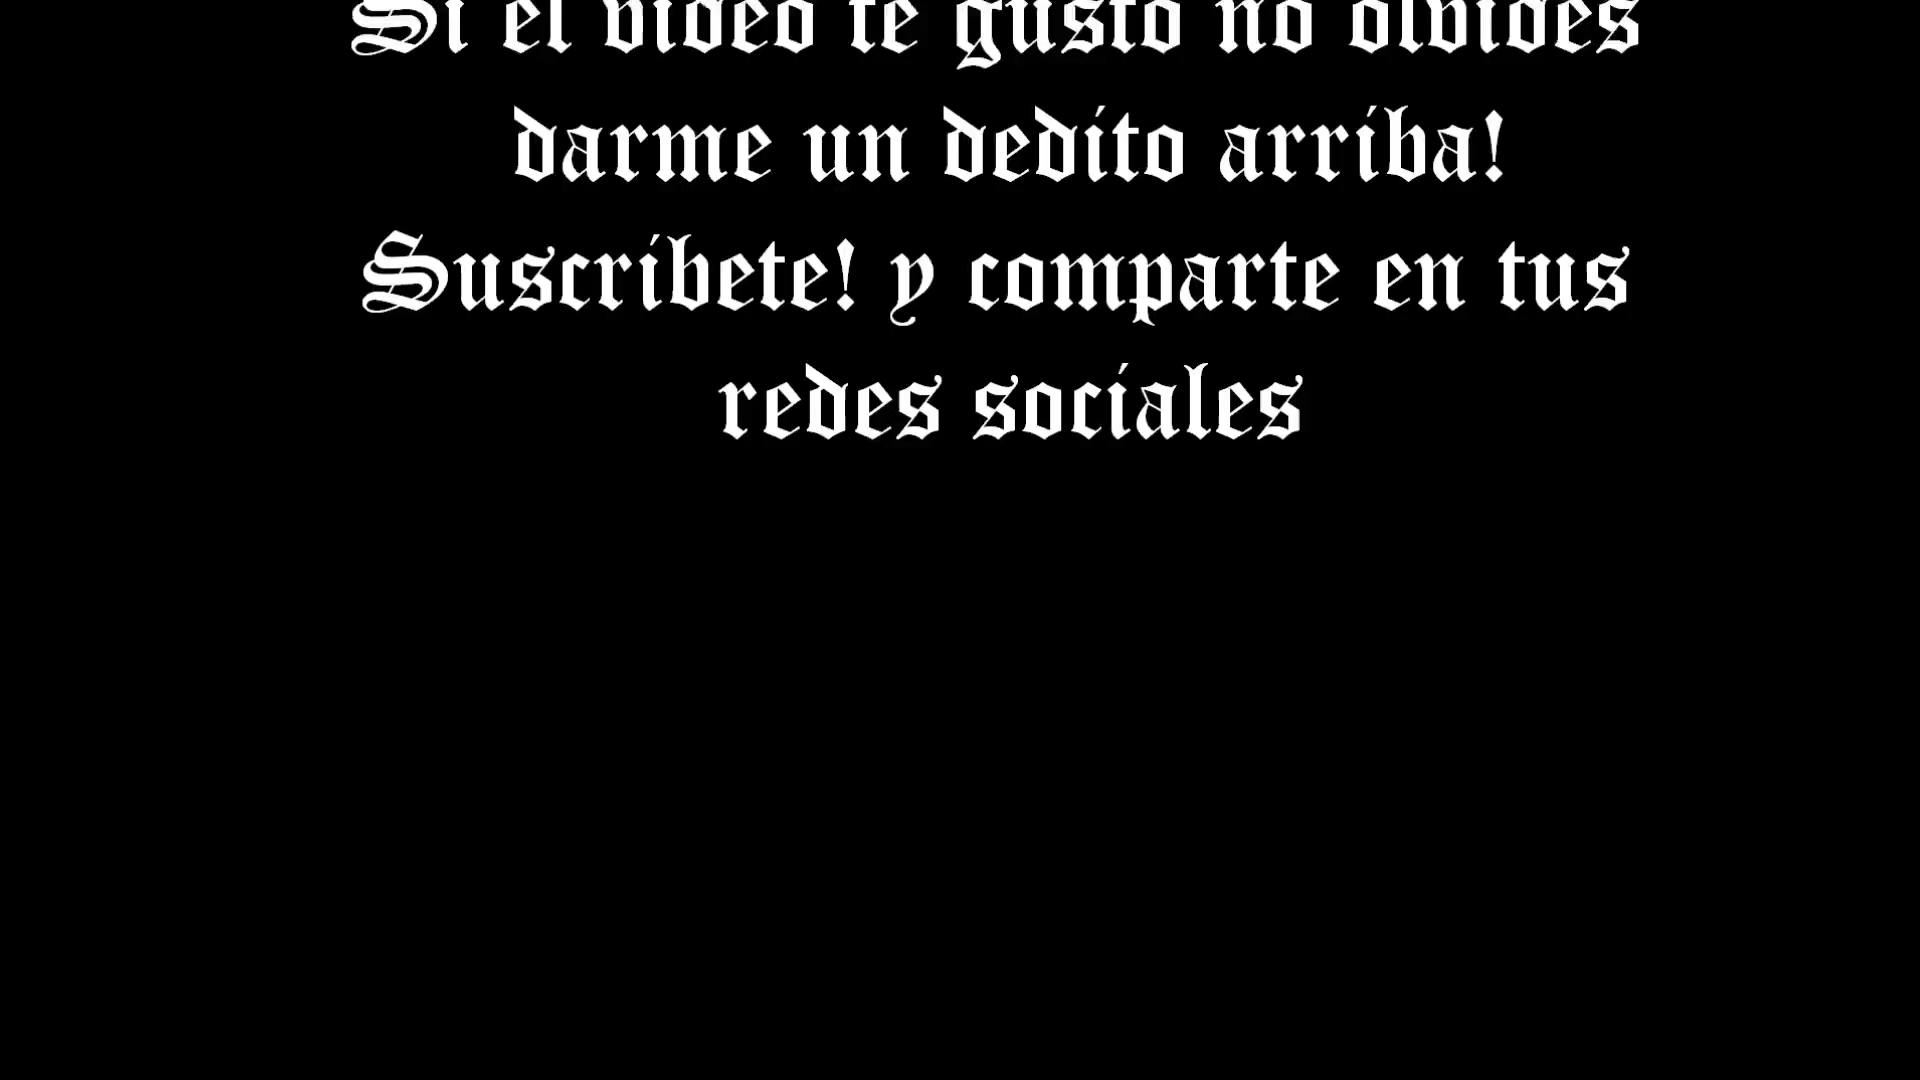 Si el video te gusto no olvides
darme un dedito arriba!
Suscribete! y comparte en tus
redes sociales